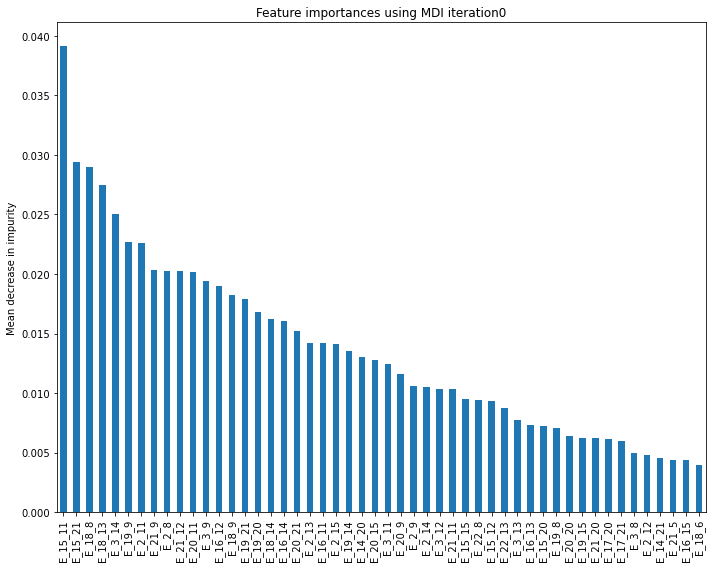 Feature importances using MDI iteration0
Mean decrease in impurity
0.040
0.035
0.030
0.025
0.020
0.015
0.010
0.005
0.000
E_15_11
E_15_21
E_18_8
E_18_13
E_3_14
E_19_9
E_2_11
E_21_9
E_2_8
E_21_12
E_20_11
E_3_9
E_16_12
E_18_9
E_19_21
E_19_20
E_18_14
E_16_14
E_20_21
E_2_13
E_16_11
E_2_15
E_19_14
E_14_20
E_20_15
E_3_11
E_20_9
E_2_9
E_2_14
E_3_12
E_21_11
E_15_15
E_22_8
E_15_12
E_22_13
E_3_13
E_16_13
E_15_20
E_19_8
E_20_20
E_19_15
E_21_20
E_17_20
E_17_21
E_3_8
E_2_12
E_14_21
E_21_5
E_16_15
E_18_6